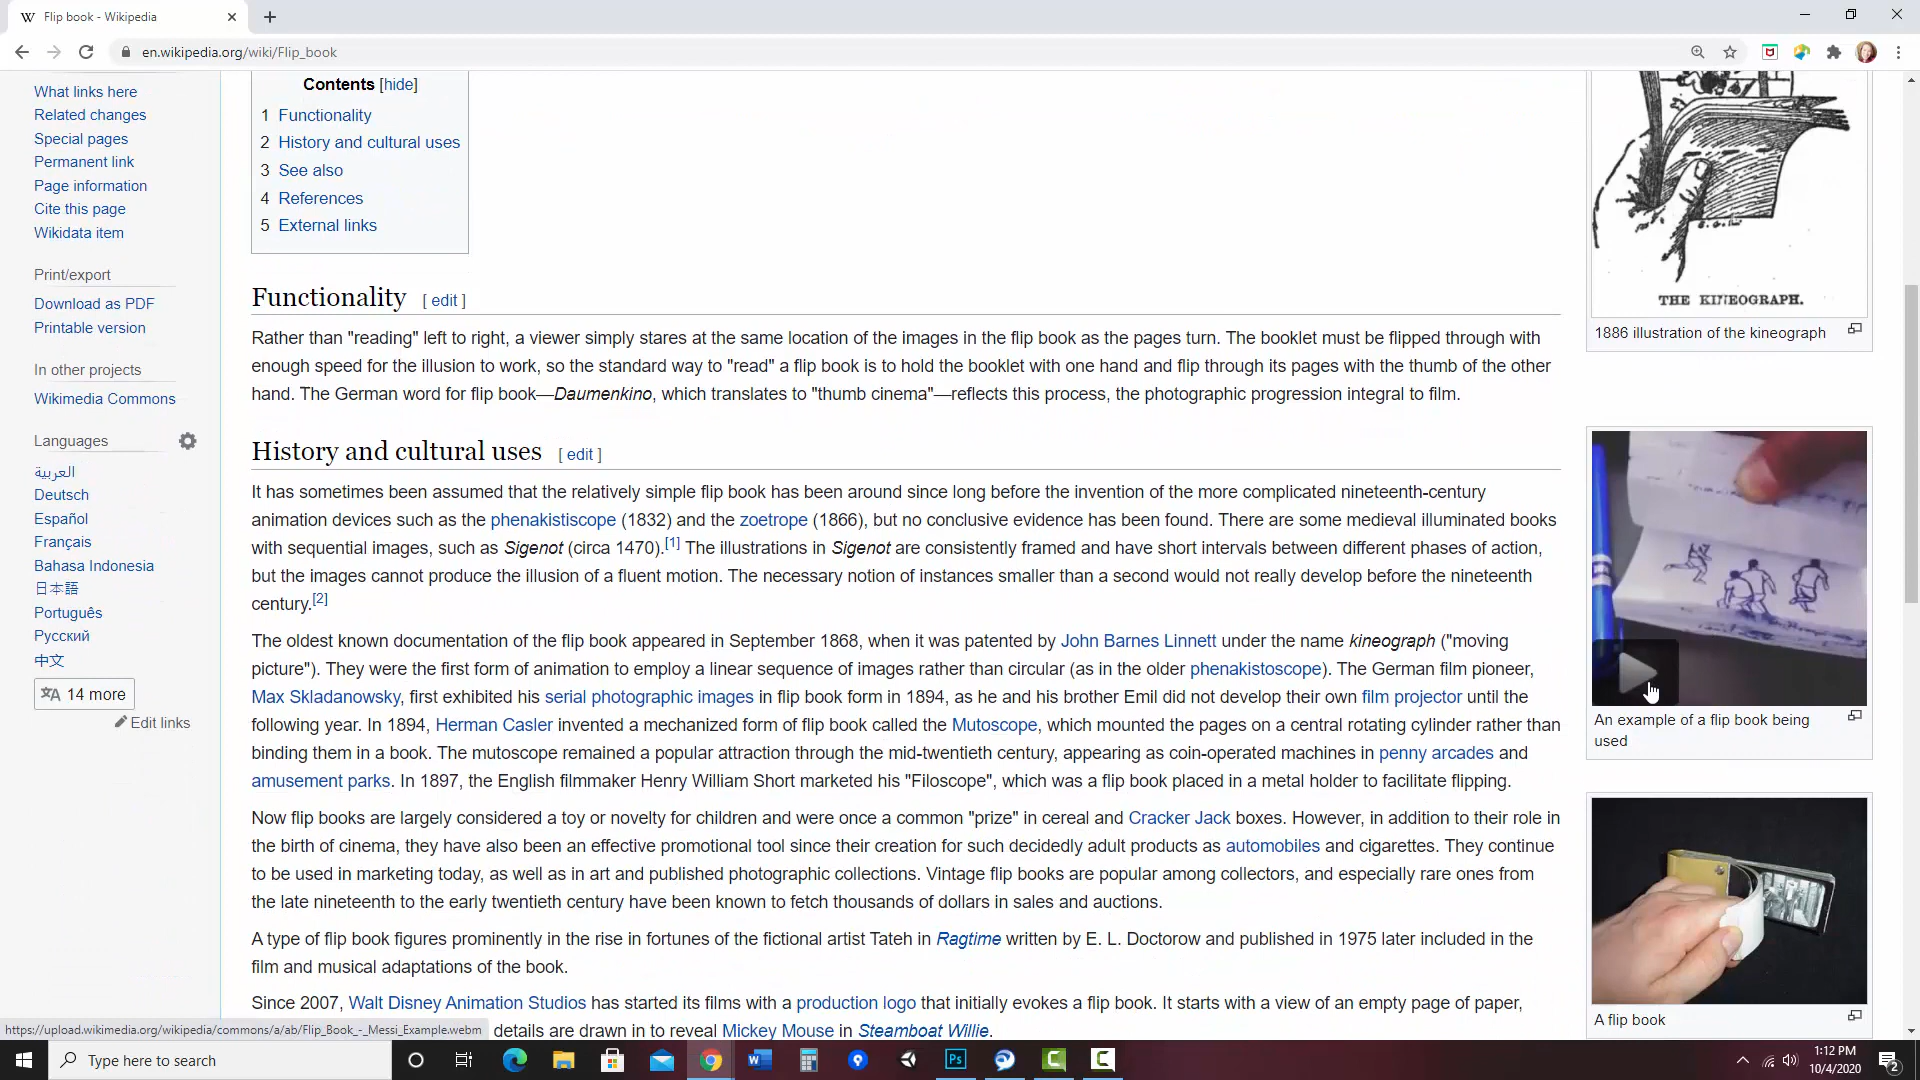 Flip book - Wikipedia
en.wikipedia.org/wiki/Flip_book
What links here
Related changes
Special pages
Permanent link
Page information
Cite this page
Wikidata item
Print/export
Download as PDF
Printable version
In other projects
Wikimedia Commons
Languages
العربية
Deutsch
Español
Français
Bahasa Indonesia
日本語
Português
Русский
中文
14 more
Edit links
Contents [hide]
1 Functionality
2 History and cultural uses
3 See also
4 References
5 External links
Functionality [ edit ]
Rather than "reading" left to right, a viewer simply stares at the same location of the images in the flip book as the pages turn. The booklet must be flipped through with
enough speed for the illusion to work, so the standard way to "read" a flip book is to hold the booklet with one hand and flip through its pages with the thumb of the other
hand. The German word for flip book—Daumenkino, which translates to "thumb cinema"—reflects this process, the photographic progression integral to film.
History and cultural uses [ edit ]
It has sometimes been assumed that the relatively simple flip book has been around since long before the invention of the more complicated nineteenth-century
animation devices such as the phenakistiscope (1832) and the zoetrope (1866), but no conclusive evidence has been found. There are some medieval illuminated books
with sequential images, such as Sigenot (circa 1470).[1] The illustrations in Sigenot are consistently framed and have short intervals between different phases of action,
but the images cannot produce the illusion of a fluent motion. The necessary notion of instances smaller than a second would not really develop before the nineteenth
century.[2]
The oldest known documentation of the flip book appeared in September 1868, when it was patented by John Barnes Linnett under the name kineograph ("moving
picture"). They were the first form of animation to employ a linear sequence of images rather than circular (as in the older phenakistoscope). The German film pioneer,
Max Skladanowsky, first exhibited his serial photographic images in flip book form in 1894, as he and his brother Emil did not develop their own film projector until the
following year. In 1894, Herman Casler invented a mechanized form of flip book called the Mutoscope, which mounted the pages on a central rotating cylinder rather than
binding them in a book. The mutoscope remained a popular attraction through the mid-twentieth century, appearing as coin-operated machines in penny arcades and
amusement parks. In 1897, the English filmmaker Henry William Short marketed his "Filoscope", which was a flip book placed in a metal holder to facilitate flipping.
Now flip books are largely considered a toy or novelty for children and were once a common "prize" in cereal and Cracker Jack boxes. However, in addition to their role in
the birth of cinema, they have also been an effective promotional tool since their creation for such decidedly adult products as automobiles and cigarettes. They continue
to be used in marketing today, as well as in art and published photographic collections. Vintage flip books are popular among collectors, and especially rare ones from
the late nineteenth to the early twentieth century have been known to fetch thousands of dollars in sales and auctions.
A type of flip book figures prominently in the rise in fortunes of the fictional artist Tateh in Ragtime written by E. L. Doctorow and published in 1975 later included in the
film and musical adaptations of the book.
Since 2007, Walt Disney Animation Studios has started its films with a production logo that initially evokes a flip book. It starts with a view of an empty page of paper,
details are drawn in to reveal Mickey Mouse in Steamboat Willie.
THE KINEOGRAPH.
1886 illustration of the kineograph
An example of a flip book being
used
A flip book
https://upload.wikimedia.org/wikipedia/commons/a/ab/Flip_Book_-_Messi_Example.webm
Type here to search
W
Ps
1:12 PM
10/4/2020
2